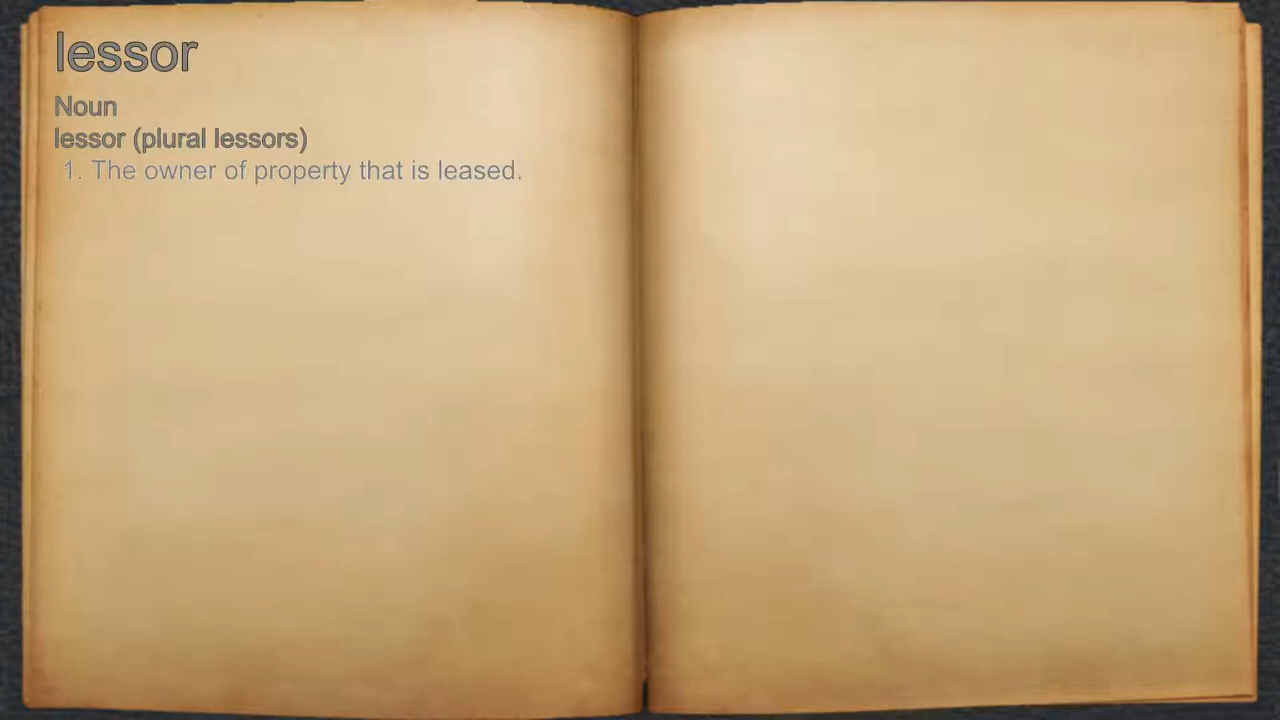 lessor
Noun
lessor (plural lessors)
1. The owner of property that is leased.